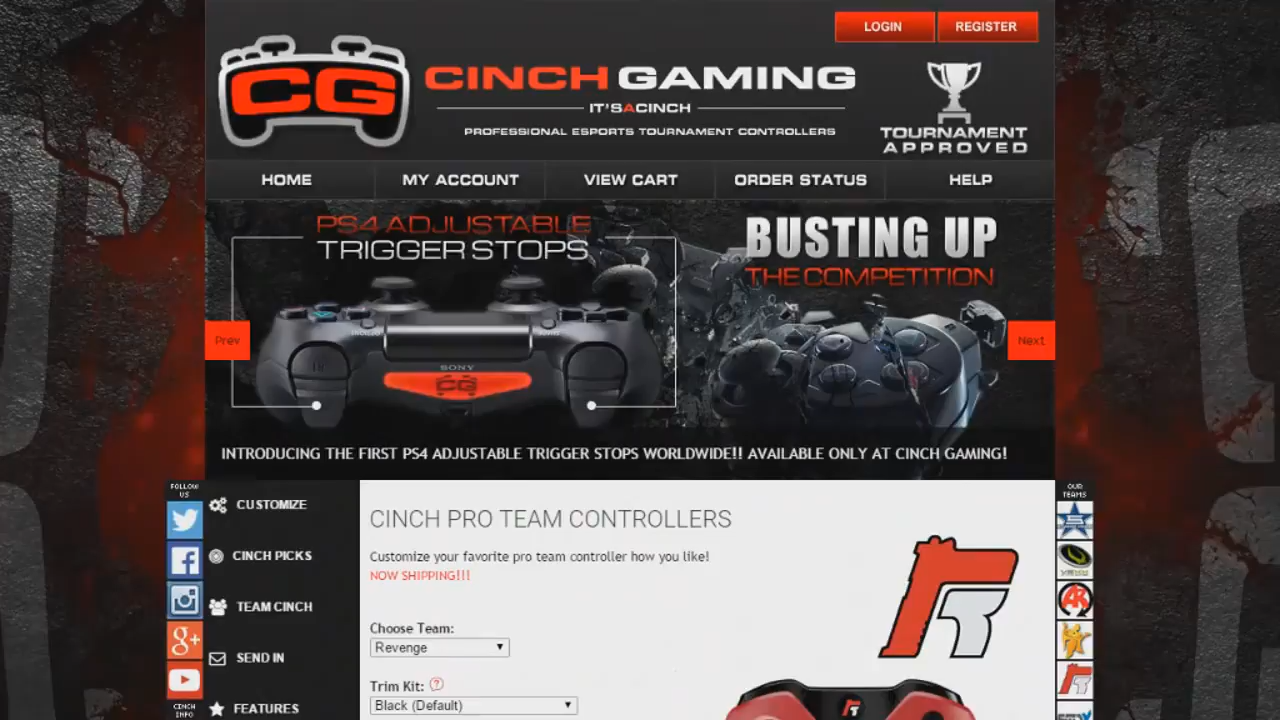 LOGIN
REGISTER
CG
CINCH GAMING
IT'SACINCH
PROFESSIONAL ESPORTS TOURNAMENT CONTROLLERS
TOURNAMENT
APPROVED
HOME
MY ACCOUNT
VIEW CART
ORDER STATUS
HELP
PS4 ADJUSTABLE
TRIGGER STOPS
BUSTING UP
THE COMPETITION
Prev
Next
SONY
CG
INTRODUCING THE FIRST PS4 ADJUSTABLE TRIGGER STOPS WORLDWIDE!! AVAILABLE ONLY AT CINCH GAMING!
FOLLOW
US
CUSTOMIZE
CINCH PICKS
TEAM CINCH
SEND IN
FEATURES
g+
CINCH
INFO
CINCH PRO TEAM CONTROLLERS
Customize your favorite pro team controller how you like!
NOW SHIPPING!!!
Choose Team:
Revenge
Trim Kit: ?
Black (Default)
OUR
TEAMS